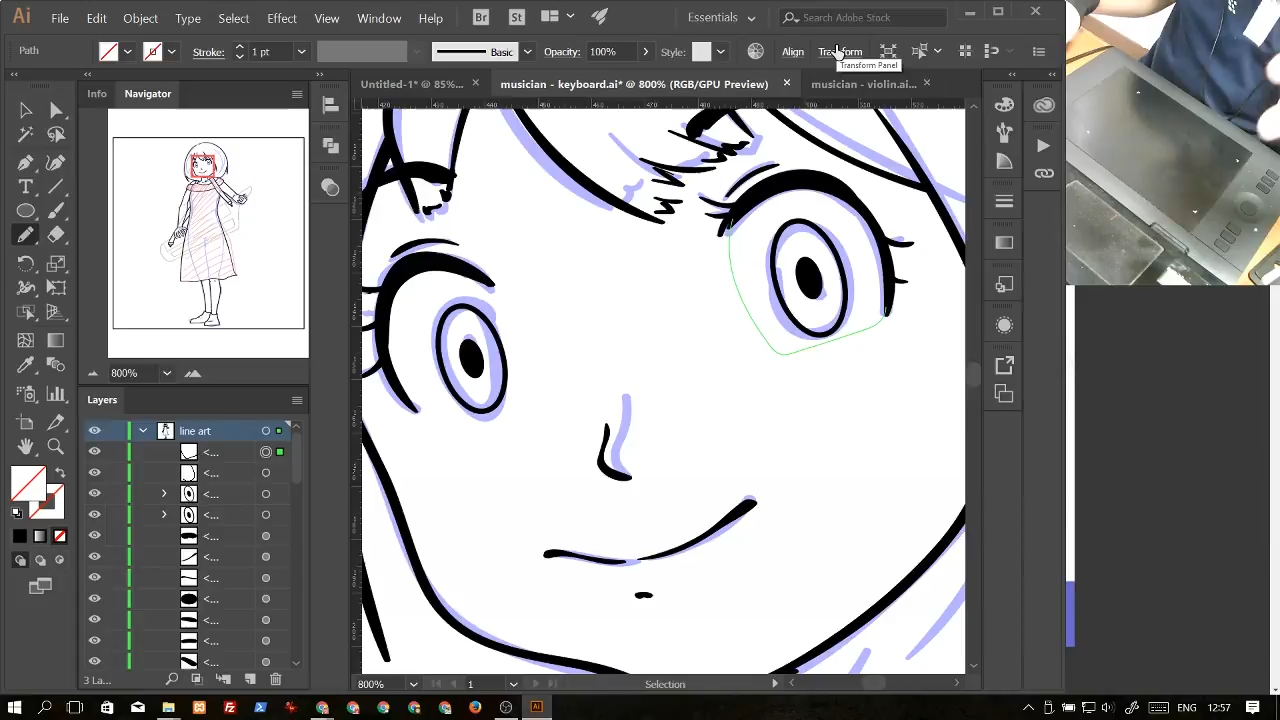 Ai File Edit Object Type Select Effect View Window Help Br St Essentials Search Adobe Stock
Path Stroke: 1 pt Basic Opacity: 100% Style: Align Transform
Transform Panel
Info Navigator
Untitled-1* @ 85%... musician - keyboard.ai* @ 800% (RGB/GPU Preview) musician - violin.ai...
800%
Layers
line art
<...
<...
<...
<...
<...
<...
<...
<...
<...
<...
<...
3 La...
800% 1 Selection
ENG 12:57